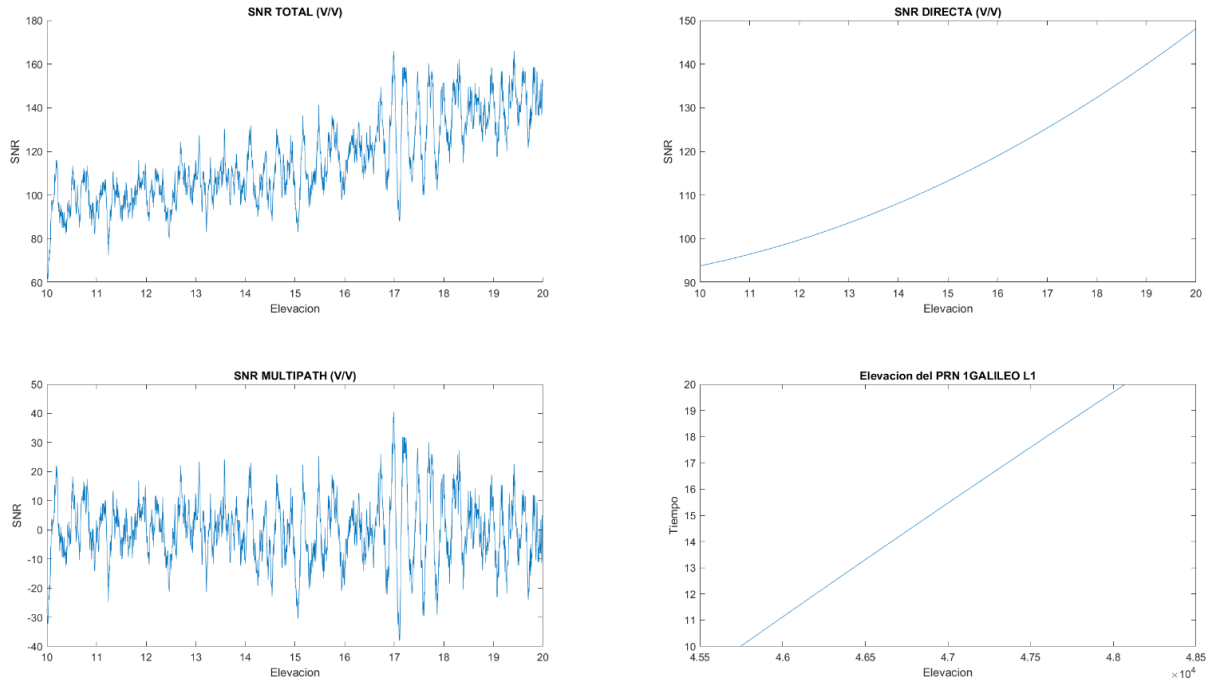 SNR TOTAL (V/V)
180
160
140
120
100
80
60
SNR
10 11 12 13 14 15 16 17 18 19 20
Elevacion
SNR DIRECTA (V/V)
150
140
130
120
110
100
90
SNR
10 11 12 13 14 15 16 17 18 19 20
Elevacion
SNR MULTIPATH (V/V)
50
40
30
20
10
0
-10
-20
-30
-40
SNR
10 11 12 13 14 15 16 17 18 19 20
Elevacion
Elevacion del PRN 1GALILEO L1
20
19
18
17
16
15
14
13
12
11
10
Tiempo
4.55 4.6 4.65 4.7 4.75 4.8 4.85
Elevacion
×10⁴